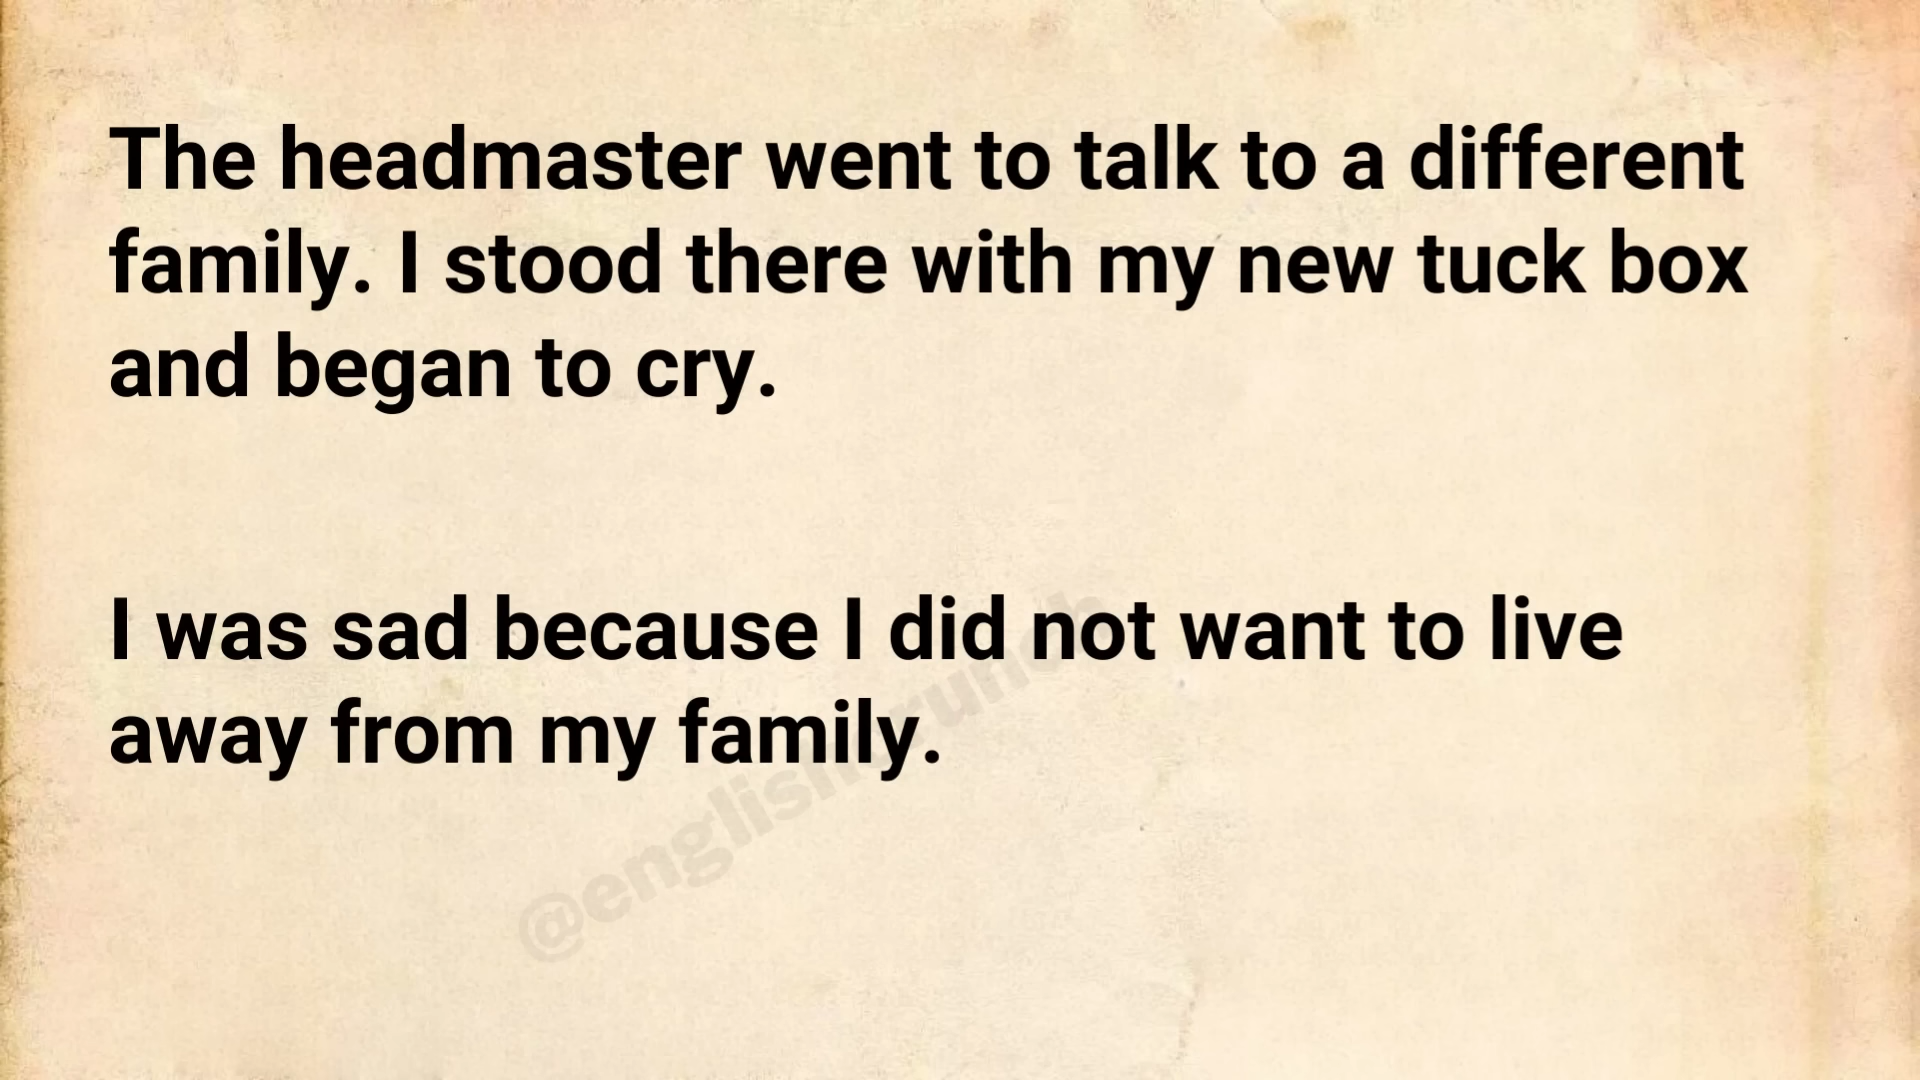 The headmaster went to talk to a different
family. I stood there with my new tuck box
and began to cry.
I was sad because I did not want to live
away from my family.